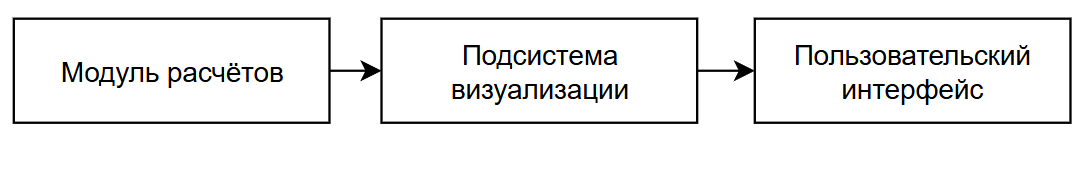 Модуль расчётов
Подсистема
визуализации
Пользовательский
интерфейс